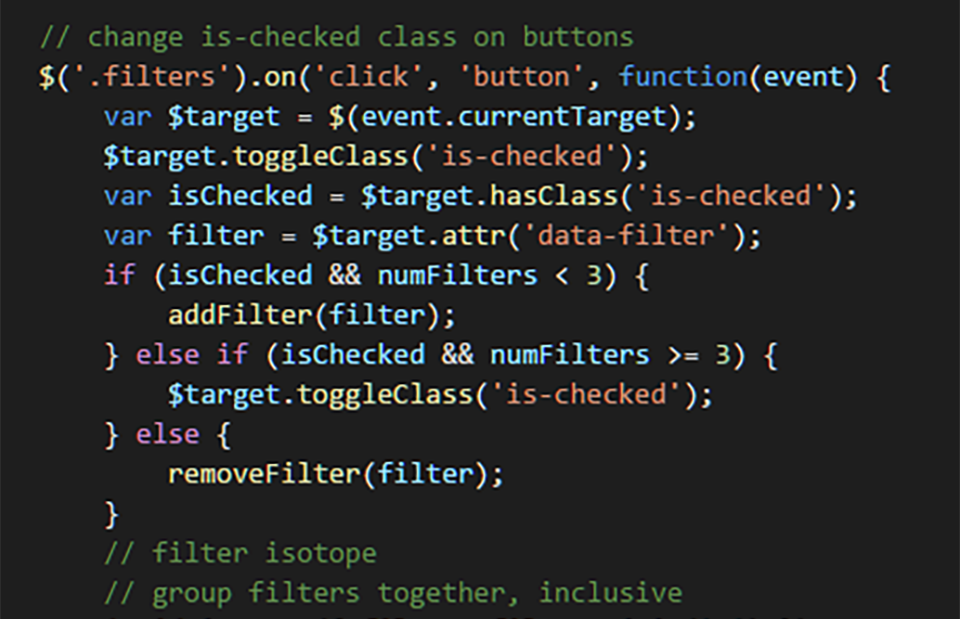 // change is-checked class on buttons
$('.filters').on('click', 'button', function(event) {
    var $target = $(event.currentTarget);
    $target.toggleClass('is-checked');
    var isChecked = $target.hasClass('is-checked');
    var filter = $target.attr('data-filter');
    if (isChecked && numFilters < 3) {
        addFilter(filter);
    } else if (isChecked && numFilters >= 3) {
        $target.toggleClass('is-checked');
    } else {
        removeFilter(filter);
    }
    // filter isotope
    // group filters together, inclusive